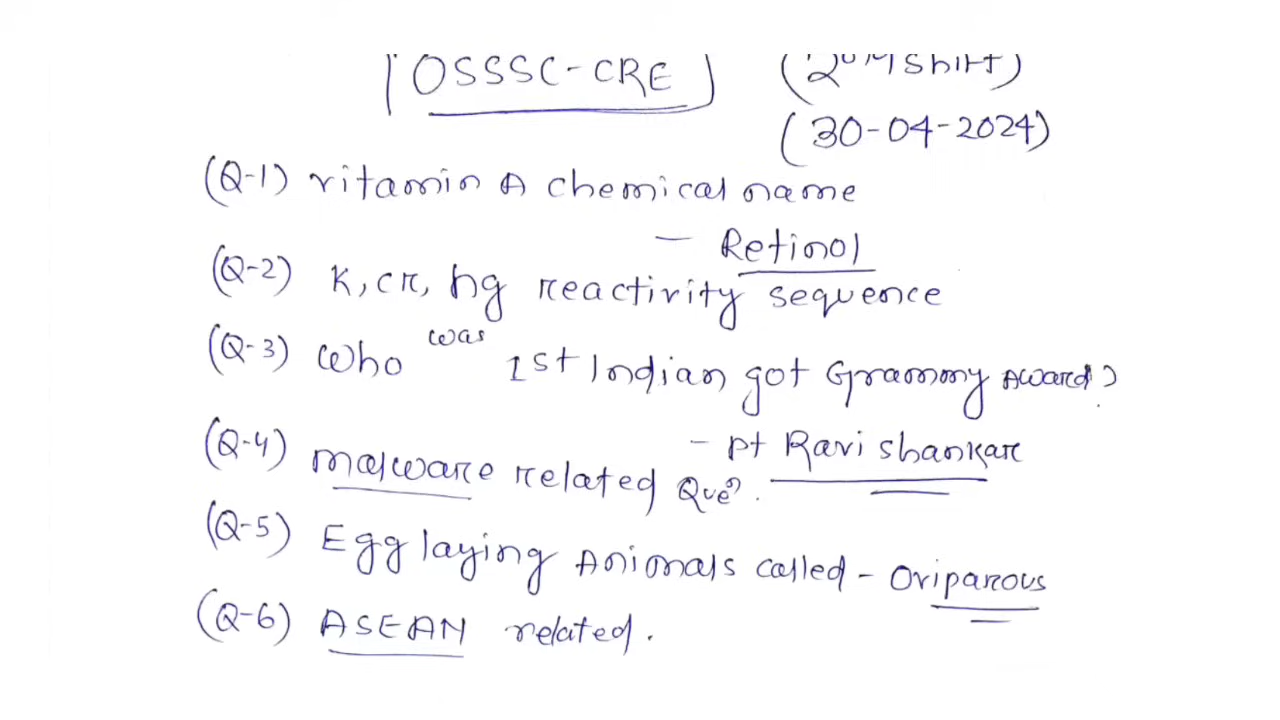 OSSSC-CRE
(30-04-2024)
(Q-1) vitamin A chemical name
– Retinol
(Q-2) K, Cr, hg reactivity sequence
(Q-3) Who was 1st Indian got Grammy Award?
– Pt Ravi shankar
(Q-4) malware related Que?.
(Q-5) Egg laying Animals called – Oviparous
(Q-6) ASEAN related.